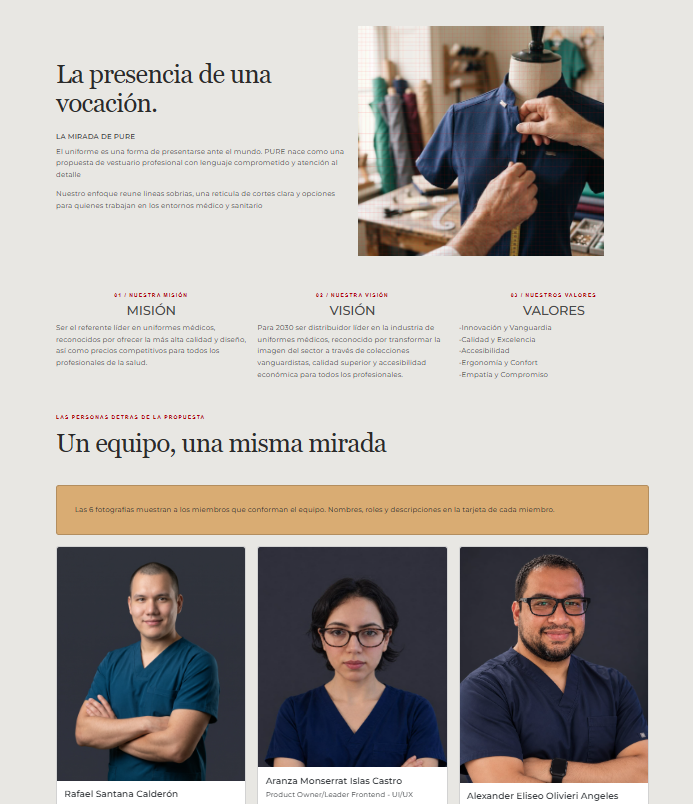 La presencia de una
vocación.
LA MIRADA DE PURE
El uniforme es una forma de presentarse ante el mundo. PURE nace como una
propuesta de vestuario profesional con lenguaje comprometido y atención al
detalle
Nuestro enfoque reune lineas sobrias, una reticula de cortes clara y opciones
para quienes trabajan en los entornos médico y sanitario
01 / NUESTRA MISIÓN
MISIÓN
Ser el referente líder en uniformes médicos,
reconocidos por ofrecer la más alta calidad y diseño,
así como precios competitivos para todos los
profesionales de la salud.
02 / NUESTRA VISIÓN
VISIÓN
Para 2030 ser distribuidor líder en la industria de
uniformes médicos, reconocido por transformar la
imagen del sector a través de colecciones
vanguardistas, calidad superior y accesibilidad
económica para todos los profesionales.
03 / NUESTROS VALORES
VALORES
-Innovación y Vanguardia
-Calidad y Excelencia
-Accesibilidad
-Ergonomía y Confort
-Empatía y Compromiso
LAS PERSONAS DETRAS DE LA PROPUESTA
Un equipo, una misma mirada
Las 6 fotografías muestran a los miembros que conforman el equipo. Nombres, roles y descripciones en la tarjeta de cada miembro.
Rafael Santana Calderón
Aranza Monserrat Islas Castro
Product Owner/Leader Frontend - UI/UX
Alexander Eliseo Olivieri Angeles